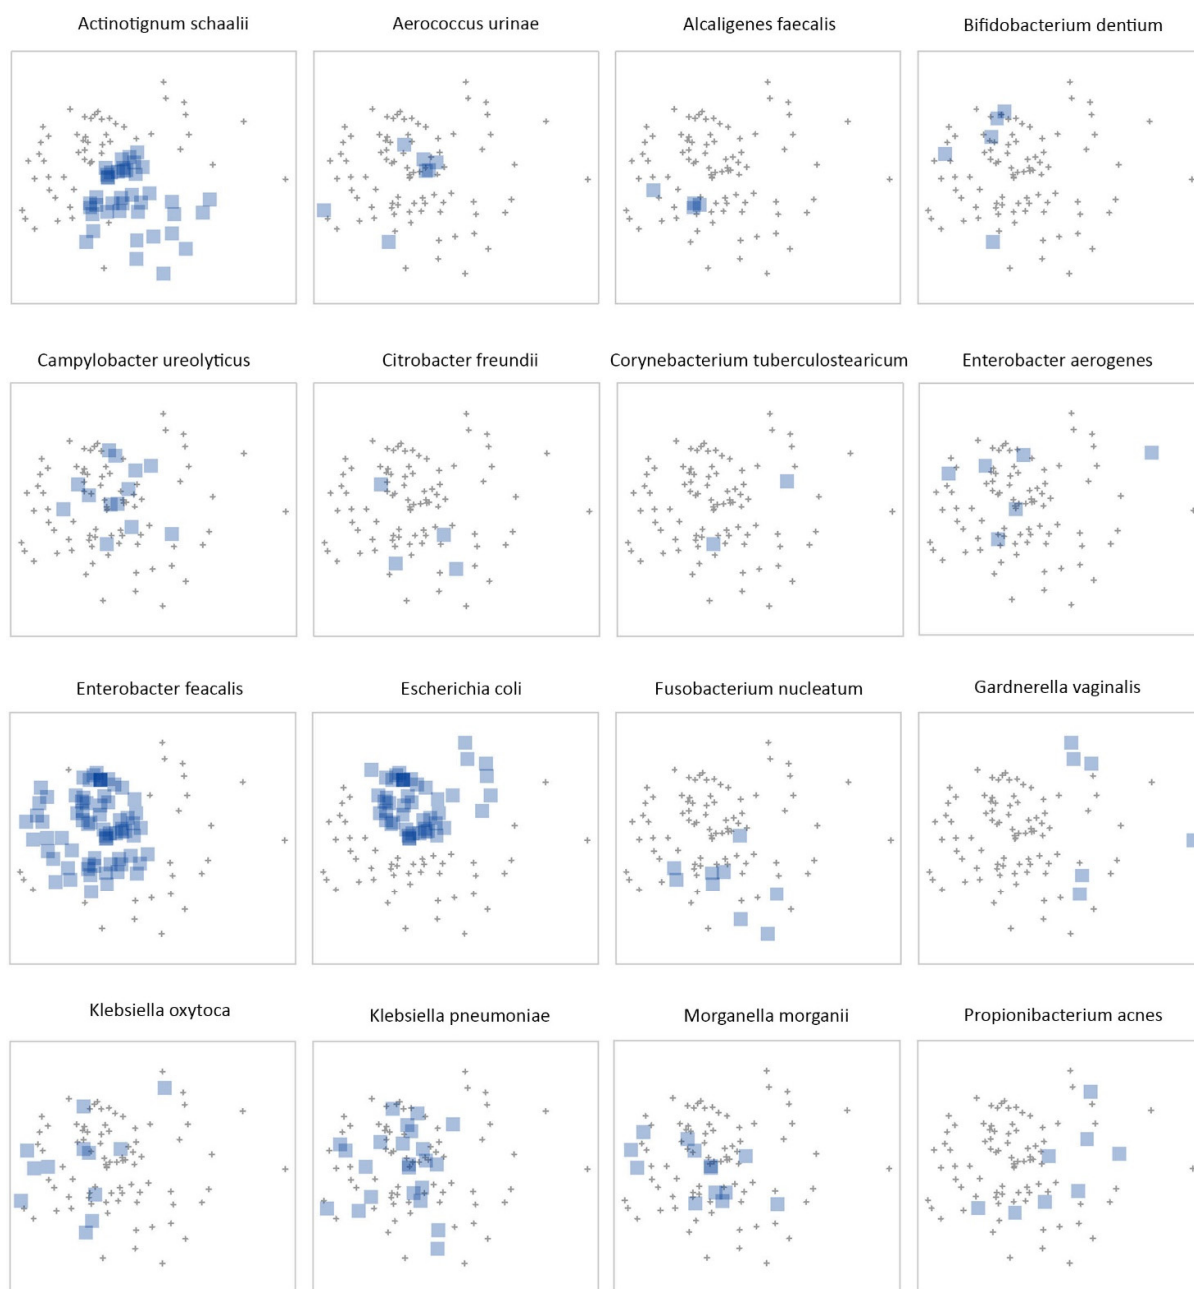 Actinotignum schaalii
Aerococcus urinae
Alcaligenes faecalis
Bifidobacterium dentium
Campylobacter ureolyticus
Citrobacter freundii
Corynebacterium tuberculostearicum
Enterobacter aerogenes
Enterobacter feacalis
Escherichia coli
Fusobacterium nucleatum
Gardnerella vaginalis
Klebsiella oxytoca
Klebsiella pneumoniae
Morganella morganii
Propionibacterium acnes